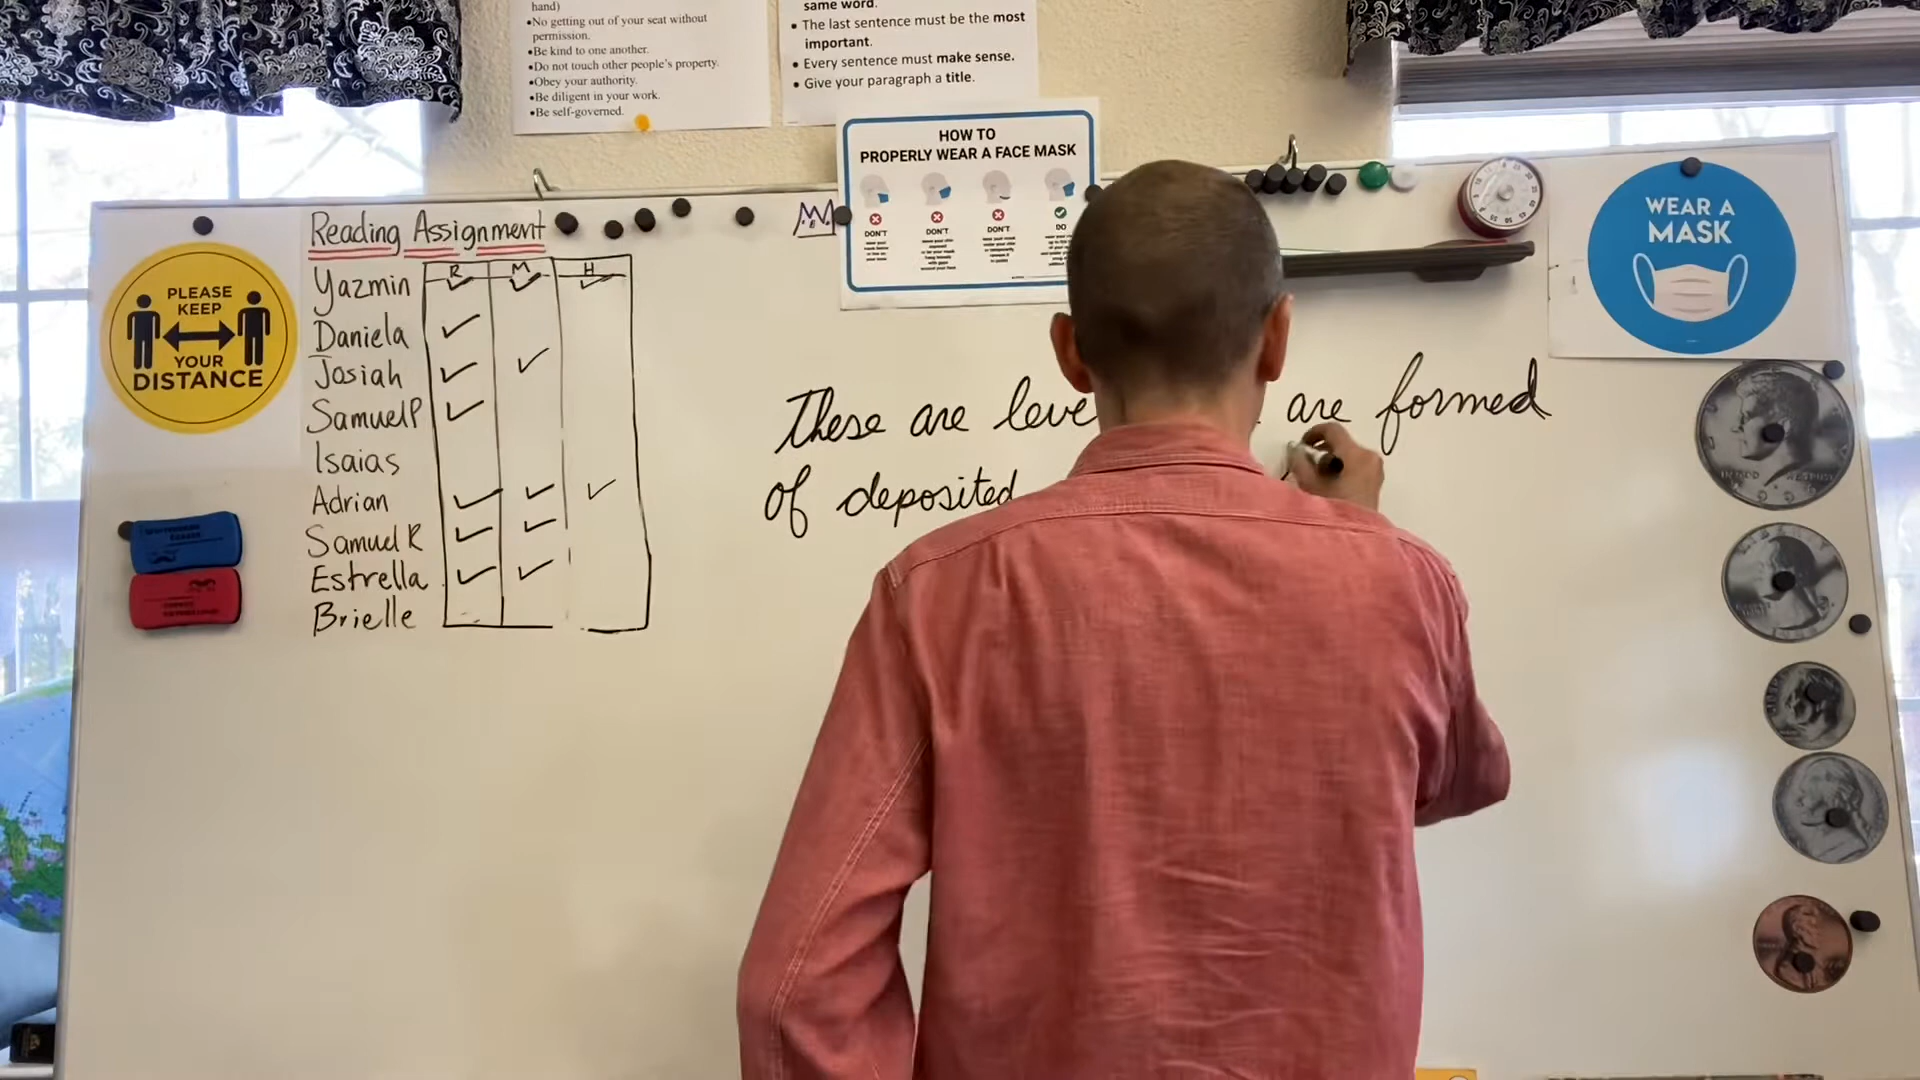 hand)
•No getting out of your seat without
permission.
•Be kind to one another.
•Do not touch other people's property.
•Obey your authority.
•Be diligent in your work.
•Be self-governed.
same word.
• The last sentence must be the most
important.
• Every sentence must make sense.
• Give your paragraph a title.
HOW TO
PROPERLY WEAR A FACE MASK
DON'T DON'T DON'T DO
WEAR A
MASK
PLEASE
KEEP
YOUR
DISTANCE
Reading Assignment
R M H
Yazmin
Daniela
Josiah
Samuel P
Isaias
Adrian
Samuel R
Estrella
Brielle
These are leve are formed
of deposited